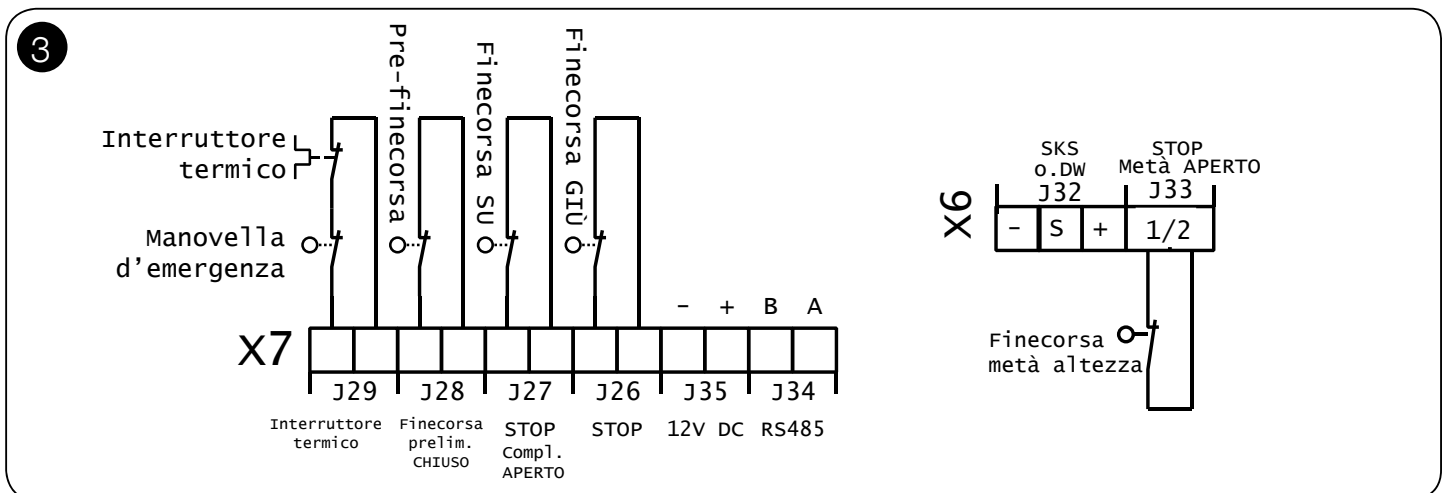 3
Pre-finecorsa
Finecorsa SU
Finecorsa GIÙ
Interruttore
termico
Manovella
d'emergenza
- + B A
X7
J29 J28 J27 J26 J35 J34
Interruttore
termico
Finecorsa
prelim.
CHIUSO
STOP
Compl.
APERTO
STOP
12V DC
RS485
SKS
o.DW
J32
STOP
Metà APERTO
J33
X6
- S + 1/2
Finecorsa
metà altezza